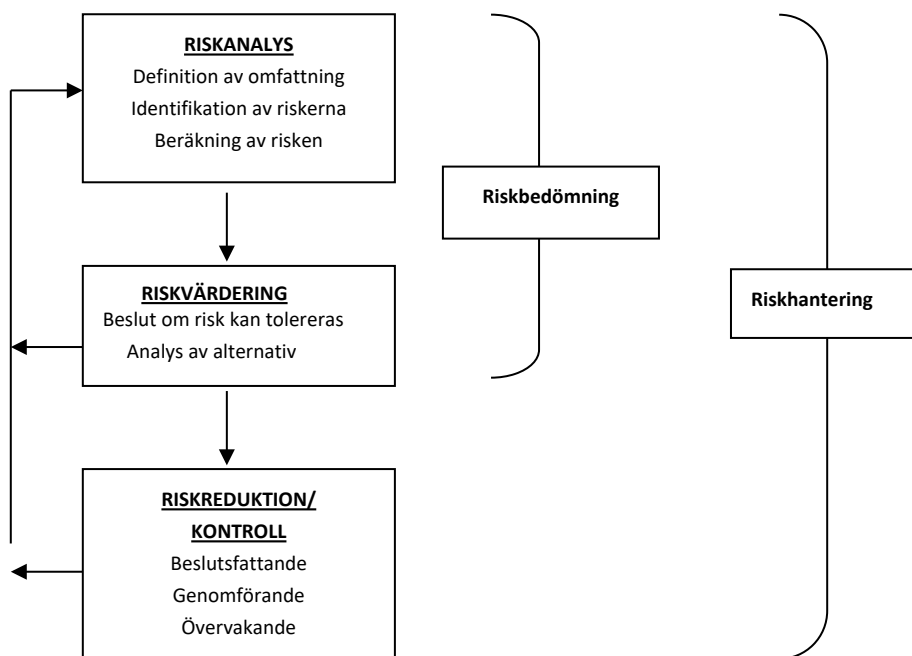 RISKANALYS
Definition av omfattning
Identifikation av riskerna
Beräkning av risken
Riskbedömning
RISKVÄRDERING
Beslut om risk kan tolereras
Analys av alternativ
Riskhantering
RISKREDUKTION/
KONTROLL
Beslutsfattande
Genomförande
Övervakande